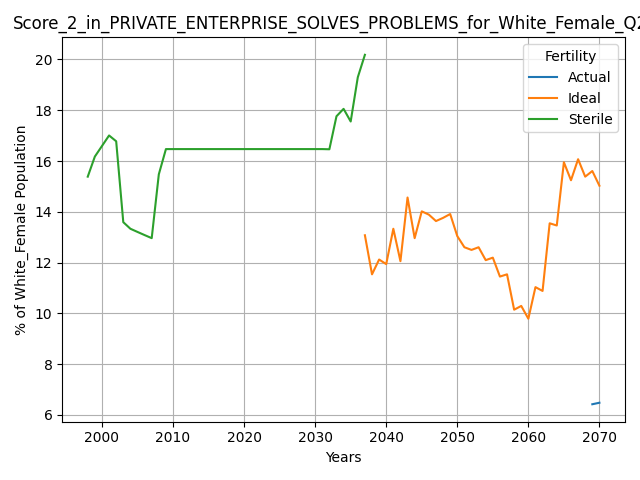 Score_2_in_PRIVATE_ENTERPRISE_SOLVES_PROBLEMS_for_White_Female_Q2
Fertility
Actual
Ideal
Sterile
% of White_Female Population
20
18
16
14
12
10
8
6
2000 2010 2020 2030 2040 2050 2060 2070
Years